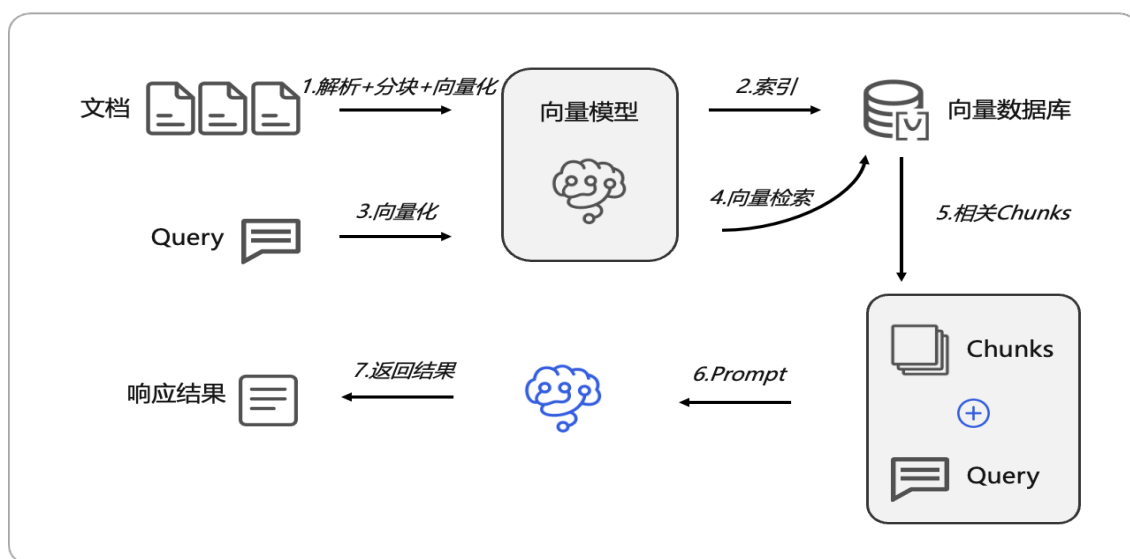 文档
1.解析+分块+向量化
向量模型
2.索引
向量数据库
Query
3.向量化
4.向量检索
5.相关Chunks
Chunks
Query
6.Prompt
7.返回结果
响应结果